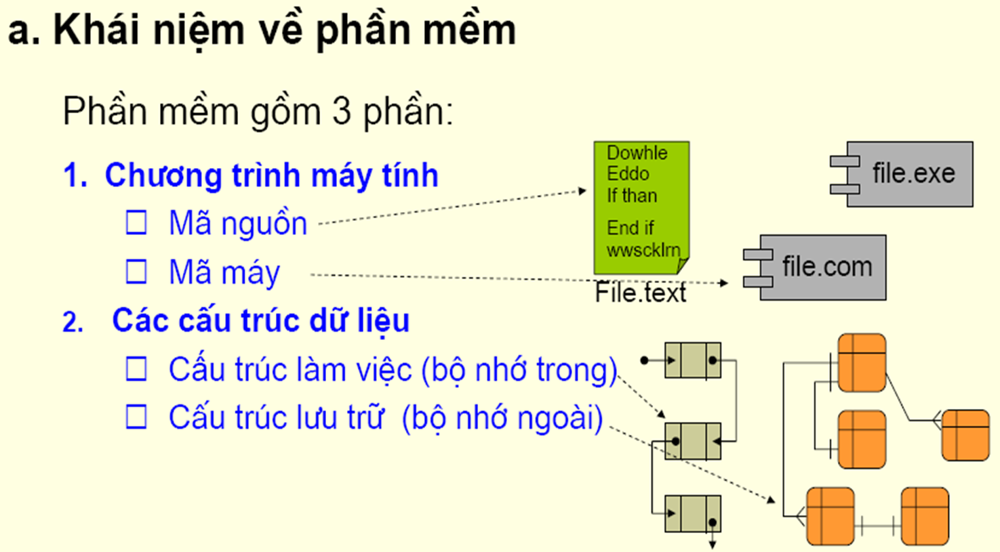 a. Khái niệm về phần mềm
Phần mềm gồm 3 phần:
1. Chương trình máy tính
Mã nguồn
Mã máy
2. Các cấu trúc dữ liệu
Cấu trúc làm việc (bộ nhớ trong)
Cấu trúc lưu trữ (bộ nhớ ngoài)
Dowhle
Eddo
If than
End if
wwscklrn
File.text
file.exe
file.com